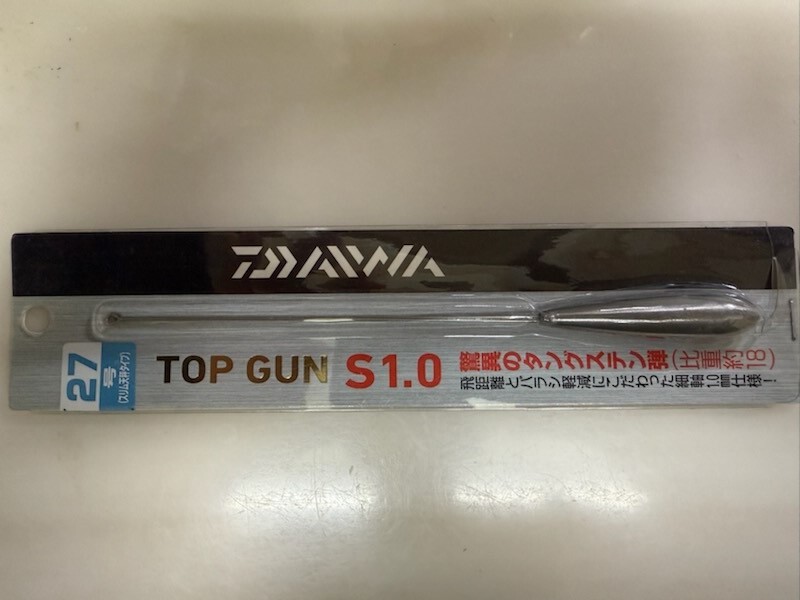 DAIWA
27
号
(スリム天秤タイプ)
TOP GUN S1.0
驚異のタングステン弾(比重約18)
飛距離とバラシ軽減にこだわった細軸1.0mm仕様!